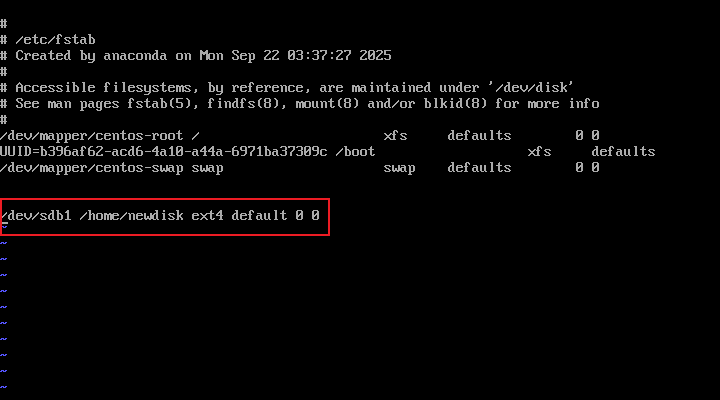 #
# /etc/fstab
# Created by anaconda on Mon Sep 22 03:37:27 2025
#
# Accessible filesystems, by reference, are maintained under '/dev/disk'
# See man pages fstab(5), findfs(8), mount(8) and/or blkid(8) for more info
#
/dev/mapper/centos-root / xfs defaults 0 0
UUID=b396af62-acd6-4a10-a44a-6971ba37309c /boot xfs defaults
/dev/mapper/centos-swap swap swap defaults 0 0
/dev/sdb1 /home/newdisk ext4 default 0 0
~
~
~
~
~
~
~
~
~
~
~